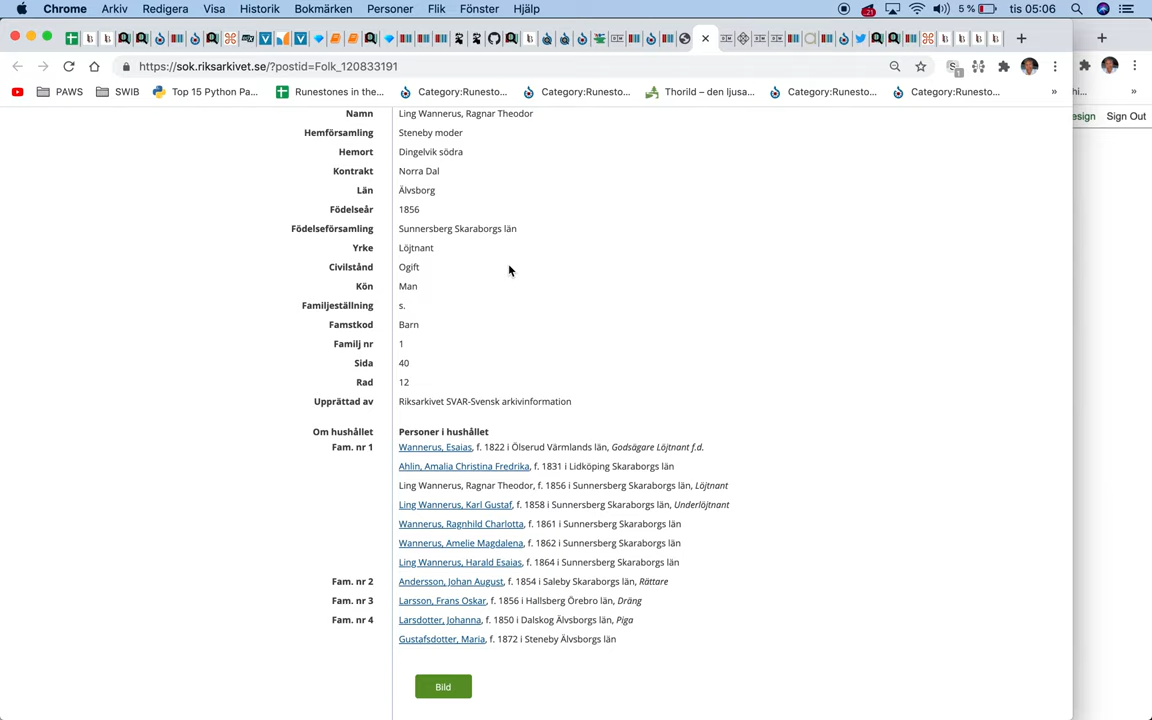 Chrome Arkiv Redigera Visa Historik Bokmärken Personer Flik Fönster Hjälp 5 % tis 05:06
https://sok.riksarkivet.se/?postid=Folk_120833191
PAWS SWIB Top 15 Python Pa... Runestones in the... Category:Runesto... Category:Runesto... Thorild – den ljusa... Category:Runesto... Category:Runesto... » hi... »
esign Sign Out
Namn Ling Wannerus, Ragnar Theodor
Hemförsamling Steneby moder
Hemort Dingelvik södra
Kontrakt Norra Dal
Län Älvsborg
Födelseår 1856
Födelseförsamling Sunnersberg Skaraborgs län
Yrke Löjtnant
Civilstånd Ogift
Kön Man
Familjeställning s.
Famstkod Barn
Familj nr 1
Sida 40
Rad 12
Upprättad av Riksarkivet SVAR-Svensk arkivinformation
Om hushållet Personer i hushållet
Fam. nr 1 Wannerus, Esaias, f. 1822 i Ölserud Värmlands län, Godsägare Löjtnant f.d.
Ahlin, Amalia Christina Fredrika, f. 1831 i Lidköping Skaraborgs län
Ling Wannerus, Ragnar Theodor, f. 1856 i Sunnersberg Skaraborgs län, Löjtnant
Ling Wannerus, Karl Gustaf, f. 1858 i Sunnersberg Skaraborgs län, Underlöjtnant
Wannerus, Ragnhild Charlotta, f. 1861 i Sunnersberg Skaraborgs län
Wannerus, Amelie Magdalena, f. 1862 i Sunnersberg Skaraborgs län
Ling Wannerus, Harald Esaias, f. 1864 i Sunnersberg Skaraborgs län
Fam. nr 2 Andersson, Johan August, f. 1854 i Saleby Skaraborgs län, Rättare
Fam. nr 3 Larsson, Frans Oskar, f. 1856 i Hallsberg Örebro län, Dräng
Fam. nr 4 Larsdotter, Johanna, f. 1850 i Dalskog Älvsborgs län, Piga
Gustafsdotter, Maria, f. 1872 i Steneby Älvsborgs län
Bild